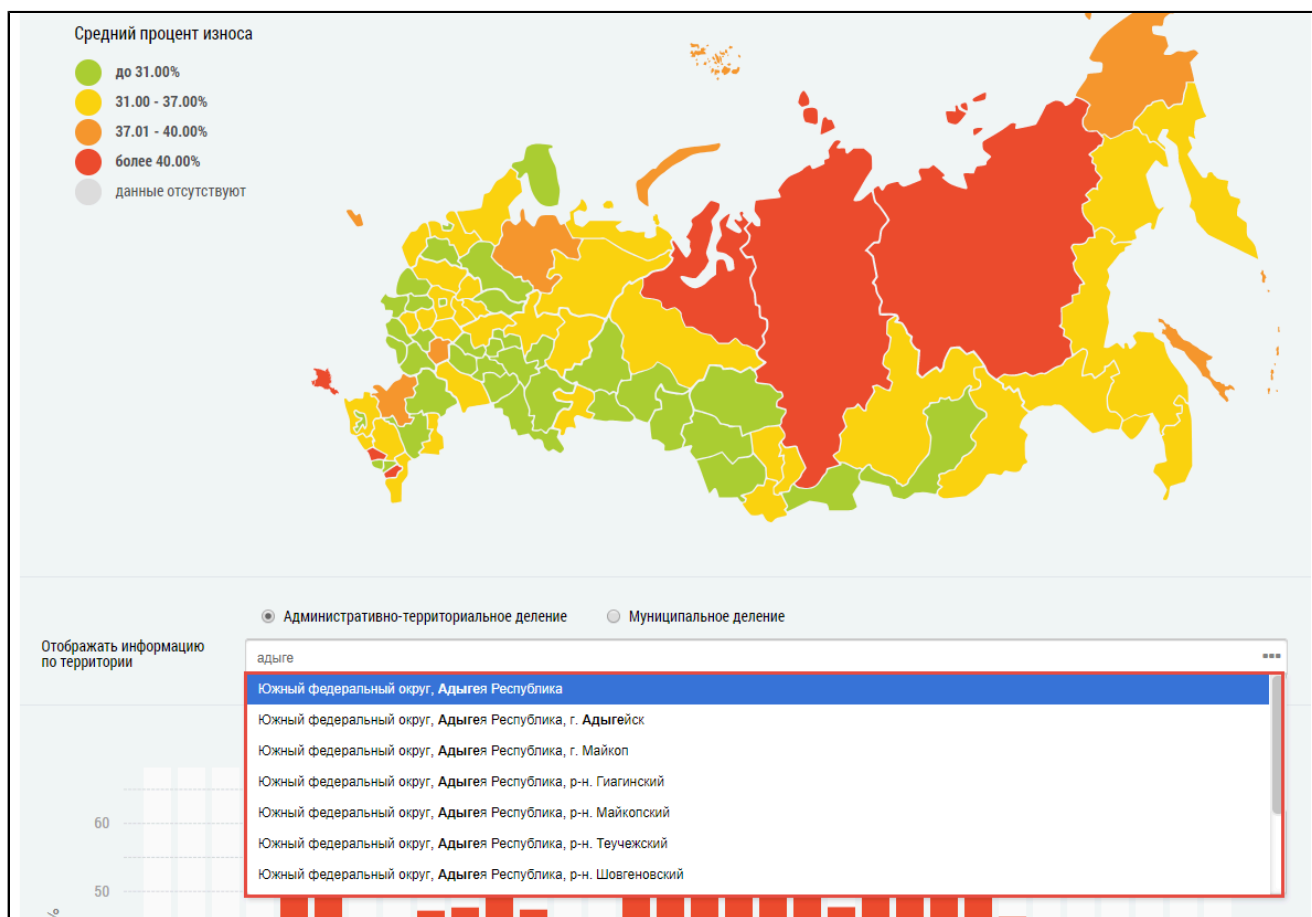 Средний процент износа
до 31.00%
31.00 - 37.00%
37.01 - 40.00%
более 40.00%
данные отсутствуют
Административно-территориальное деление
Муниципальное деление
Отображать информацию
по территории
адыге
Южный федеральный округ, Адыгея Республика
Южный федеральный округ, Адыгея Республика, г. Адыгейск
Южный федеральный округ, Адыгея Республика, г. Майкоп
Южный федеральный округ, Адыгея Республика, р-н. Гиагинский
Южный федеральный округ, Адыгея Республика, р-н. Майкопский
Южный федеральный округ, Адыгея Республика, р-н. Теучежский
Южный федеральный округ, Адыгея Республика, р-н. Шовгеновский
60
50
%